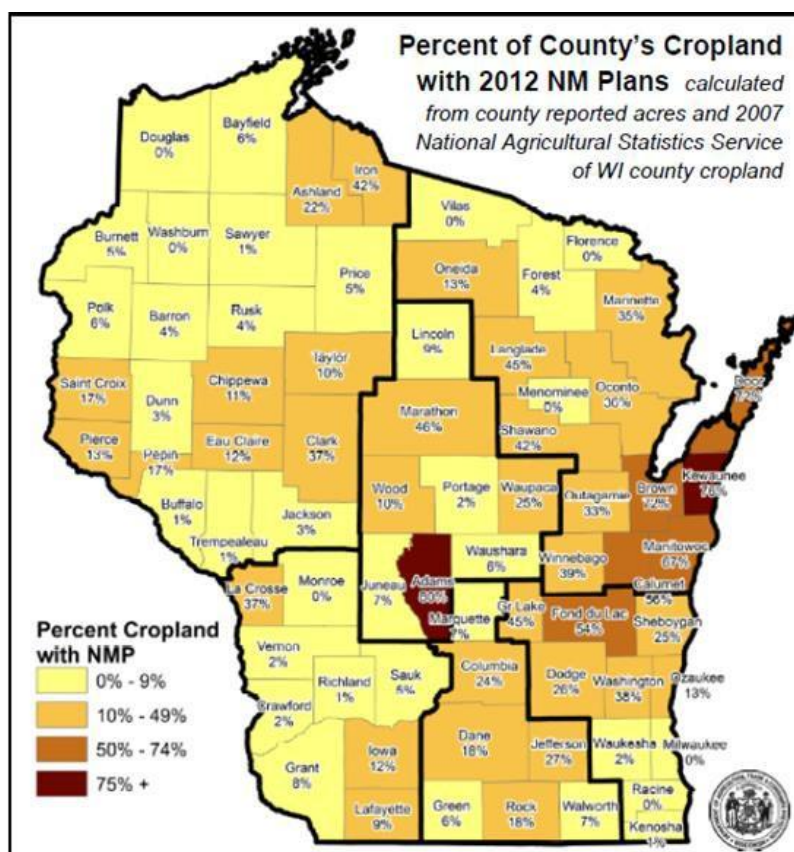 Percent of County's Cropland
with 2012 NM Plans calculated
from county reported acres and 2007
National Agricultural Statistics Service
of WI county cropland
Douglas
0%
Bayfield
6%
Ashland
22%
Iron
42%
Vilas
0%
Florence
0%
Burnett
5%
Washburn
0%
Sawyer
1%
Price
5%
Oneida
13%
Forest
4%
Marinette
35%
Polk
6%
Barron
4%
Rusk
4%
Lincoln
9%
Langlade
45%
Taylor
10%
Saint Croix
17%
Dunn
3%
Chippewa
11%
Menominee
0%
Oconto
36%
Door
72%
Marathon
46%
Shawano
42%
Pierce
13%
Pepin
17%
Eau Claire
12%
Clark
37%
Wood
10%
Portage
2%
Waupaca
25%
Outagamie
33%
Brown
72%
Kewaunee
76%
Buffalo
1%
Trempealeau
1%
Jackson
3%
Waushara
6%
Winnebago
39%
Manitowoc
67%
Calumet
56%
La Crosse
37%
Monroe
0%
Juneau
7%
Adams
Marquette
7%
Gr Lake
45%
Fond du Lac
54%
Sheboygan
25%
Vernon
2%
Richland
1%
Sauk
5%
Columbia
24%
Dodge
26%
Washington
38%
Ozaukee
13%
Crawford
2%
Iowa
12%
Dane
18%
Jefferson
27%
Waukesha
2%
Milwaukee
0%
Grant
8%
Lafayette
9%
Green
6%
Rock
18%
Walworth
7%
Racine
0%
Kenosha
1%
Percent Cropland
with NMP
0% - 9%
10% - 49%
50% - 74%
75% +